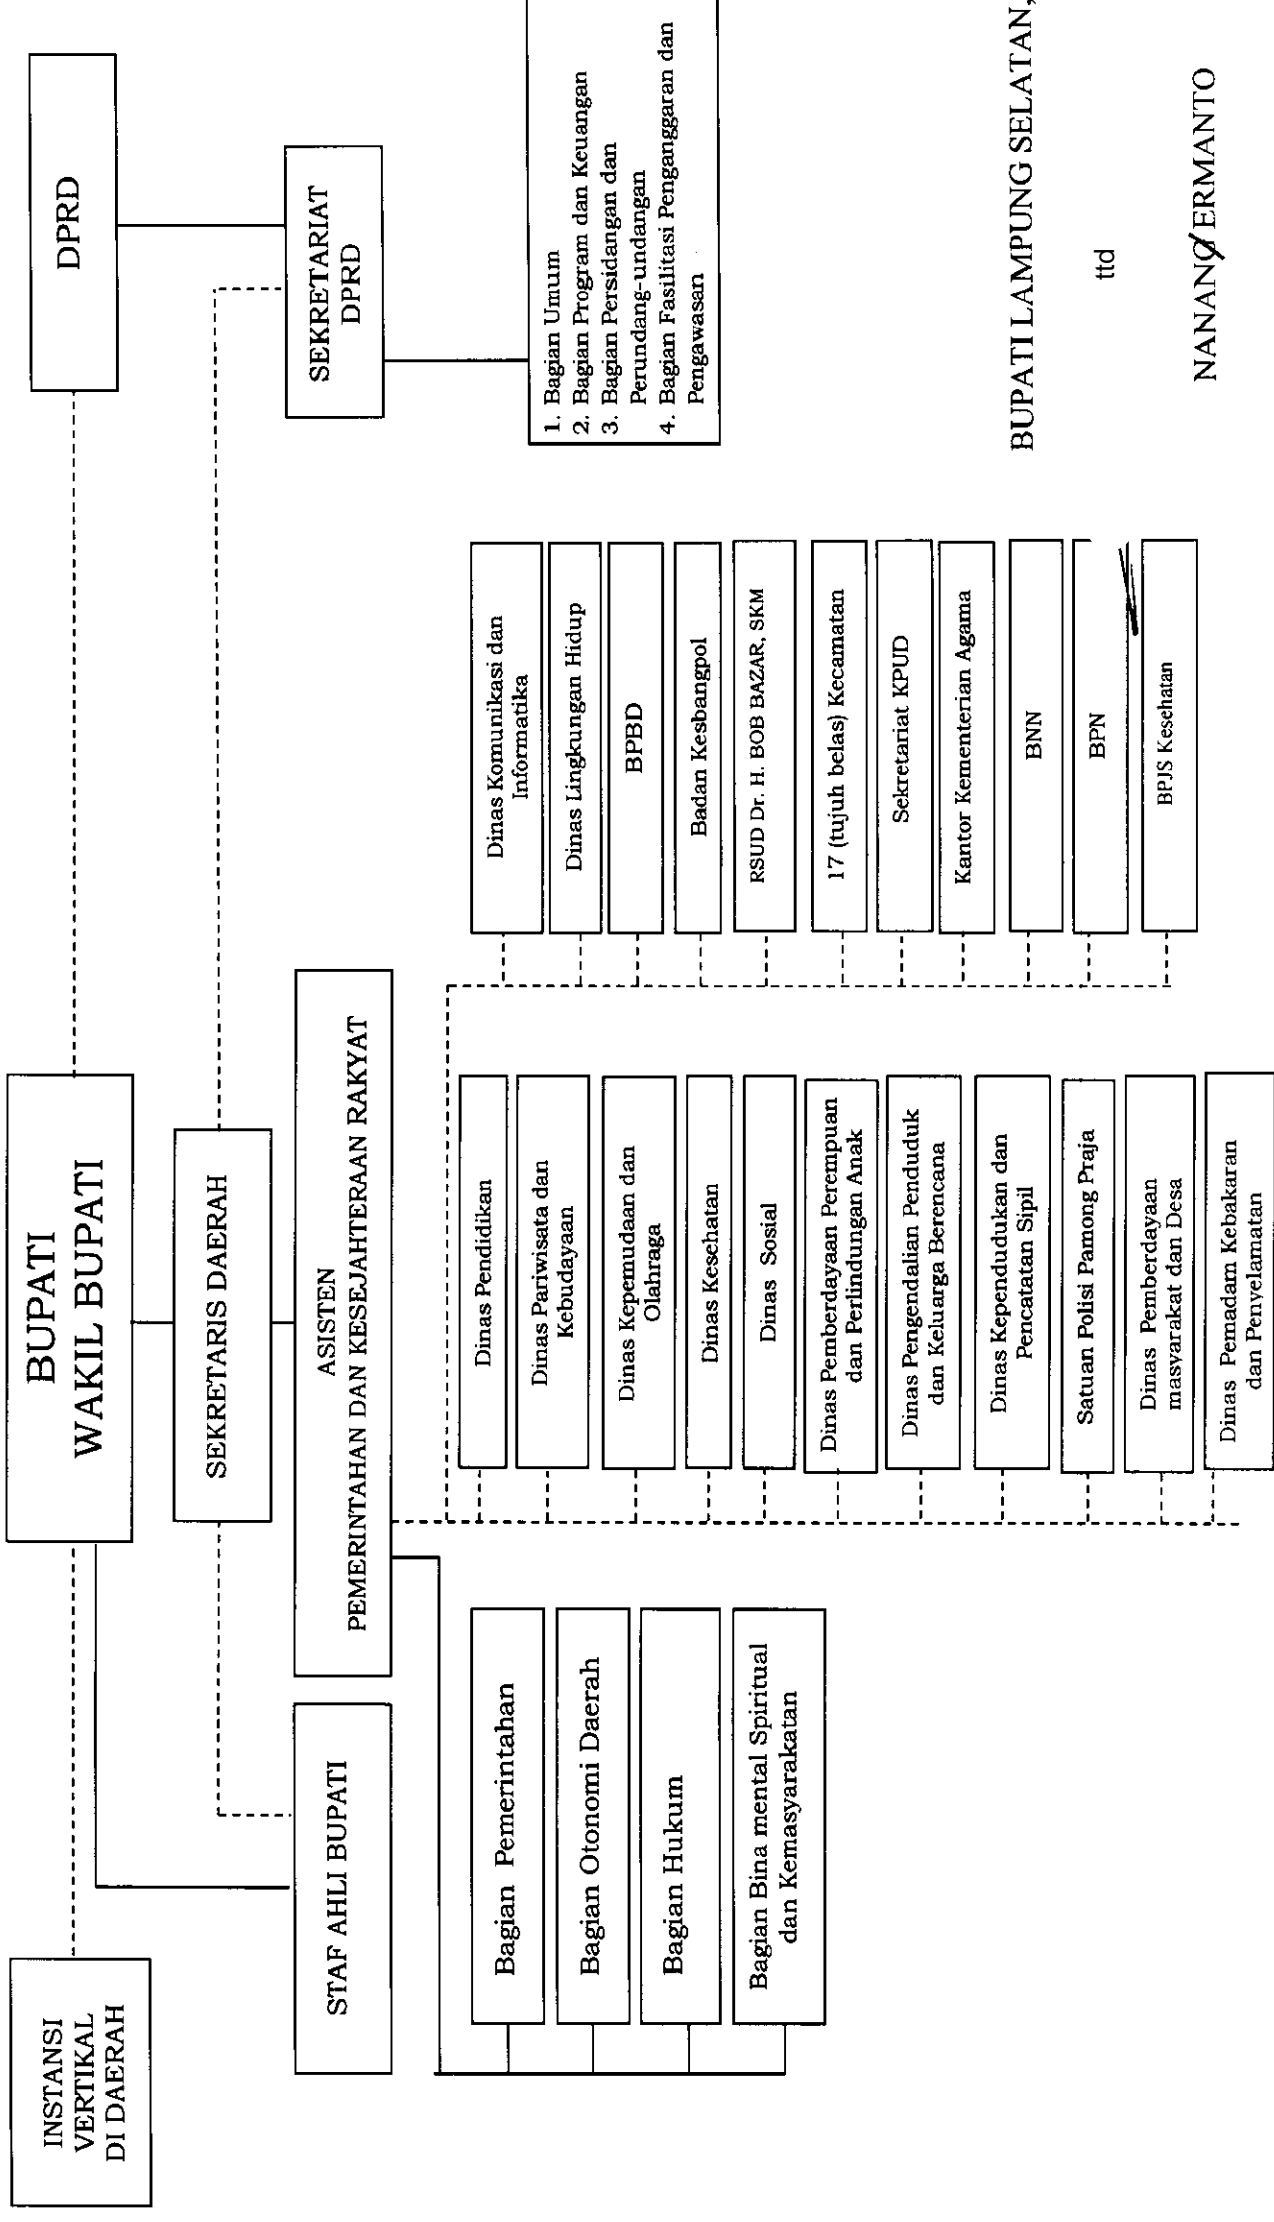 INSTANSI
VERTIKAL
DI DAERAH
BUPATI
WAKIL BUPATI
DPRD
SEKRETARIS DAERAH
SEKRETARIAT
DPRD
STAF AHLI BUPATI
ASISTEN
PEMERINTAHAN DAN KESEJAHTERAAN RAKYAT
Bagian Pemerintahan
Bagian Otonomi Daerah
Bagian Hukum
Bagian Bina mental Spiritual
dan Kemasyarakatan
Dinas Pendidikan
Dinas Pariwisata dan
Kebudayaan
Dinas Kepemudaan dan
Olahraga
Dinas Kesehatan
Dinas Sosial
Dinas Pemberdayaan Perempuan
dan Perlindungan Anak
Dinas Pengendalian Penduduk
dan Keluarga Berencana
Dinas Kependudukan dan
Pencatatan Sipil
Satuan Polisi Pamong Praja
Dinas Pemberdayaan
masyarakat dan Desa
Dinas Pemadam Kebakaran
dan Penyelamatan
Dinas Komunikasi dan
Informatika
Dinas Lingkungan Hidup
BPBD
Badan Kesbangpol
RSUD Dr. H. BOB BAZAR, SKM
17 (tujuh belas) Kecamatan
Sekretariat KPUD
Kantor Kementerian Agama
BNN
BPN
BPJS Kesehatan
1. Bagian Umum
2. Bagian Program dan Keuangan
3. Bagian Persidangan dan
Perundang-undangan
4. Bagian Fasilitasi Penganggaran dan
Pengawasan
BUPATI LAMPUNG SELATAN,
ttd
NANANG ERMANTO